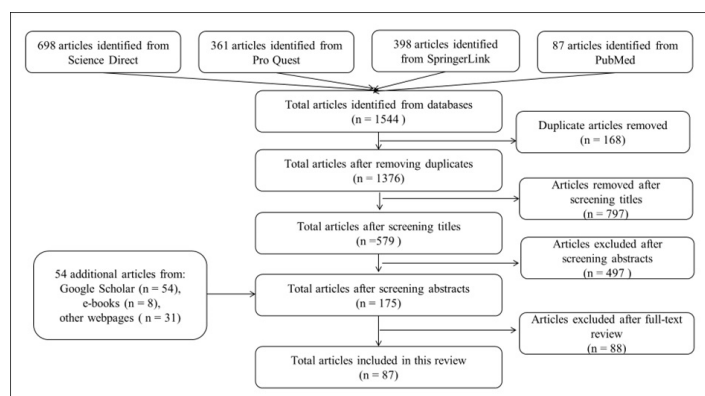 698 articles identified from
Science Direct
361 articles identified from
Pro Quest
398 articles identified
from SpringerLink
87 articles identified from
PubMed
Total articles identified from databases
(n = 1544 )
Duplicate articles removed
(n = 168)
Total articles after removing duplicates
(n = 1376)
Articles removed after
screening titles
(n = 797)
Total articles after screening titles
(n =579 )
Articles excluded after
screening abstracts
(n = 497 )
54 additional articles from:
Google Scholar (n = 54),
e-books (n = 8),
other webpages ( n = 31)
Total articles after screening abstracts
(n = 175)
Articles excluded after full-text
review
(n = 88)
Total articles included in this review
(n = 87)